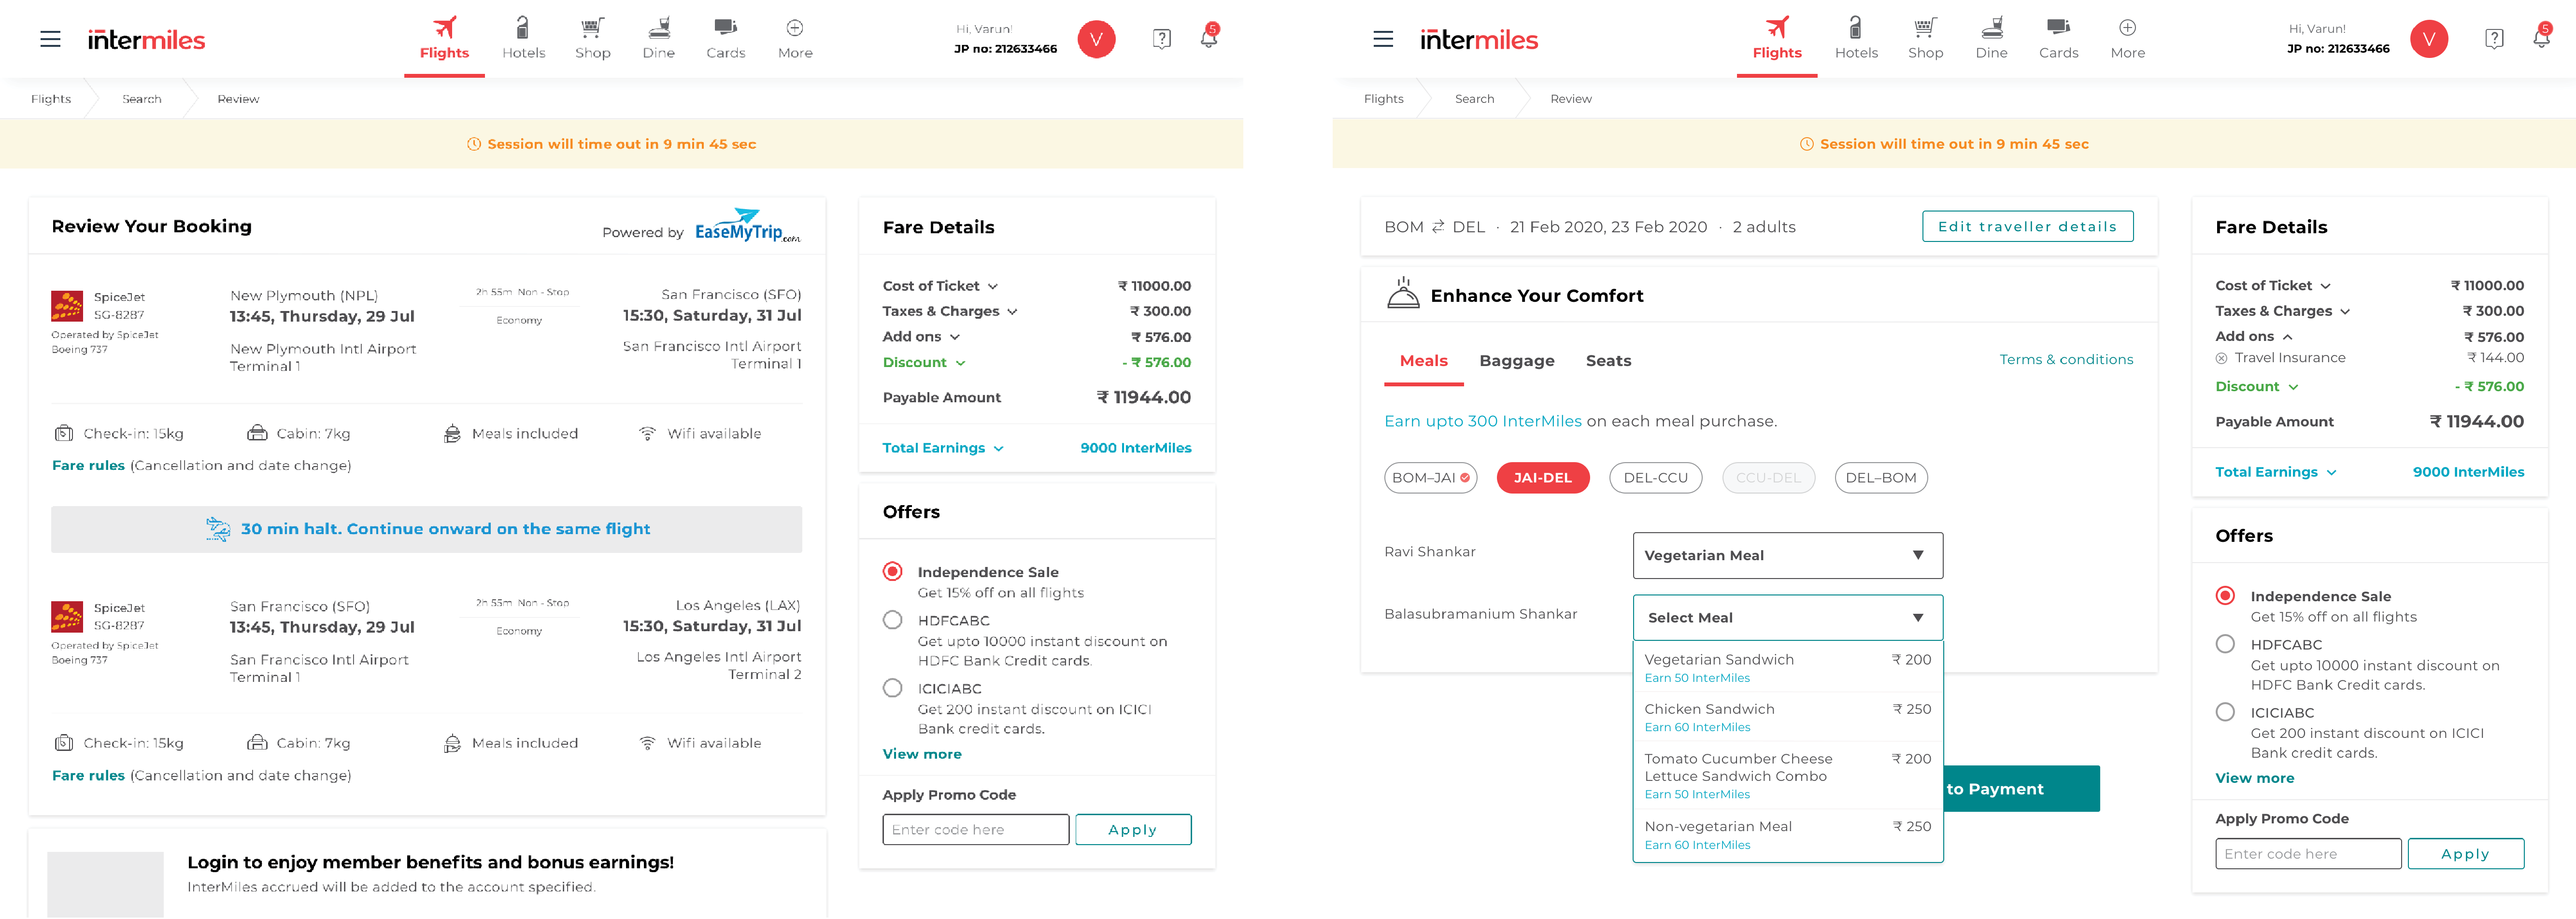 intermiles
Flights Hotels Shop Dine Cards More
Hi, Varun!
JP no: 212633466
V
5
Flights Search Review
Session will time out in 9 min 45 sec
Review Your Booking
Powered by EaseMyTrip.com
SpiceJet
SG-8287
Operated by SpiceJet
Boeing 737
New Plymouth (NPL)
13:45, Thursday, 29 Jul
New Plymouth Intl Airport
Terminal 1
2h 55m Non - Stop
Economy
San Francisco (SFO)
15:30, Saturday, 31 Jul
San Francisco Intl Airport
Terminal 1
Check-in: 15kg Cabin: 7kg Meals included Wifi available
Fare rules (Cancellation and date change)
30 min halt. Continue onward on the same flight
SpiceJet
SG-8287
Operated by SpiceJet
Boeing 737
San Francisco (SFO)
13:45, Thursday, 29 Jul
San Francisco Intl Airport
Terminal 1
2h 55m Non - Stop
Economy
Los Angeles (LAX)
15:30, Saturday, 31 Jul
Los Angeles Intl Airport
Terminal 2
Check-in: 15kg Cabin: 7kg Meals included Wifi available
Fare rules (Cancellation and date change)
Login to enjoy member benefits and bonus earnings!
InterMiles accrued will be added to the account specified.
Fare Details
Cost of Ticket ₹ 11000.00
Taxes & Charges ₹ 300.00
Add ons ₹ 576.00
Discount - ₹ 576.00
Payable Amount ₹ 11944.00
Total Earnings 9000 InterMiles
Offers
Independence Sale
Get 15% off on all flights
HDFCABC
Get upto 10000 instant discount on
HDFC Bank Credit cards.
ICICIABC
Get 200 instant discount on ICICI
Bank credit cards.
View more
Apply Promo Code
Enter code here Apply
intermiles
Flights Hotels Shop Dine Cards More
Hi, Varun!
JP no: 212633466
V
5
Flights Search Review
Session will time out in 9 min 45 sec
BOM ⇄ DEL · 21 Feb 2020, 23 Feb 2020 · 2 adults
Edit traveller details
Enhance Your Comfort
Meals Baggage Seats
Terms & conditions
Earn upto 300 InterMiles on each meal purchase.
BOM–JAI JAI-DEL DEL-CCU CCU-DEL DEL–BOM
Ravi Shankar Vegetarian Meal
Balasubramanium Shankar Select Meal
Vegetarian Sandwich ₹ 200
Earn 50 InterMiles
Chicken Sandwich ₹ 250
Earn 60 InterMiles
Tomato Cucumber Cheese ₹ 200
Lettuce Sandwich Combo
Earn 50 InterMiles
Non-vegetarian Meal ₹ 250
Earn 60 InterMiles
to Payment
Fare Details
Cost of Ticket ₹ 11000.00
Taxes & Charges ₹ 300.00
Add ons ₹ 576.00
Travel Insurance ₹ 144.00
Discount - ₹ 576.00
Payable Amount ₹ 11944.00
Total Earnings 9000 InterMiles
Offers
Independence Sale
Get 15% off on all flights
HDFCABC
Get upto 10000 instant discount on
HDFC Bank Credit cards.
ICICIABC
Get 200 instant discount on ICICI
Bank credit cards.
View more
Apply Promo Code
Enter code here Apply